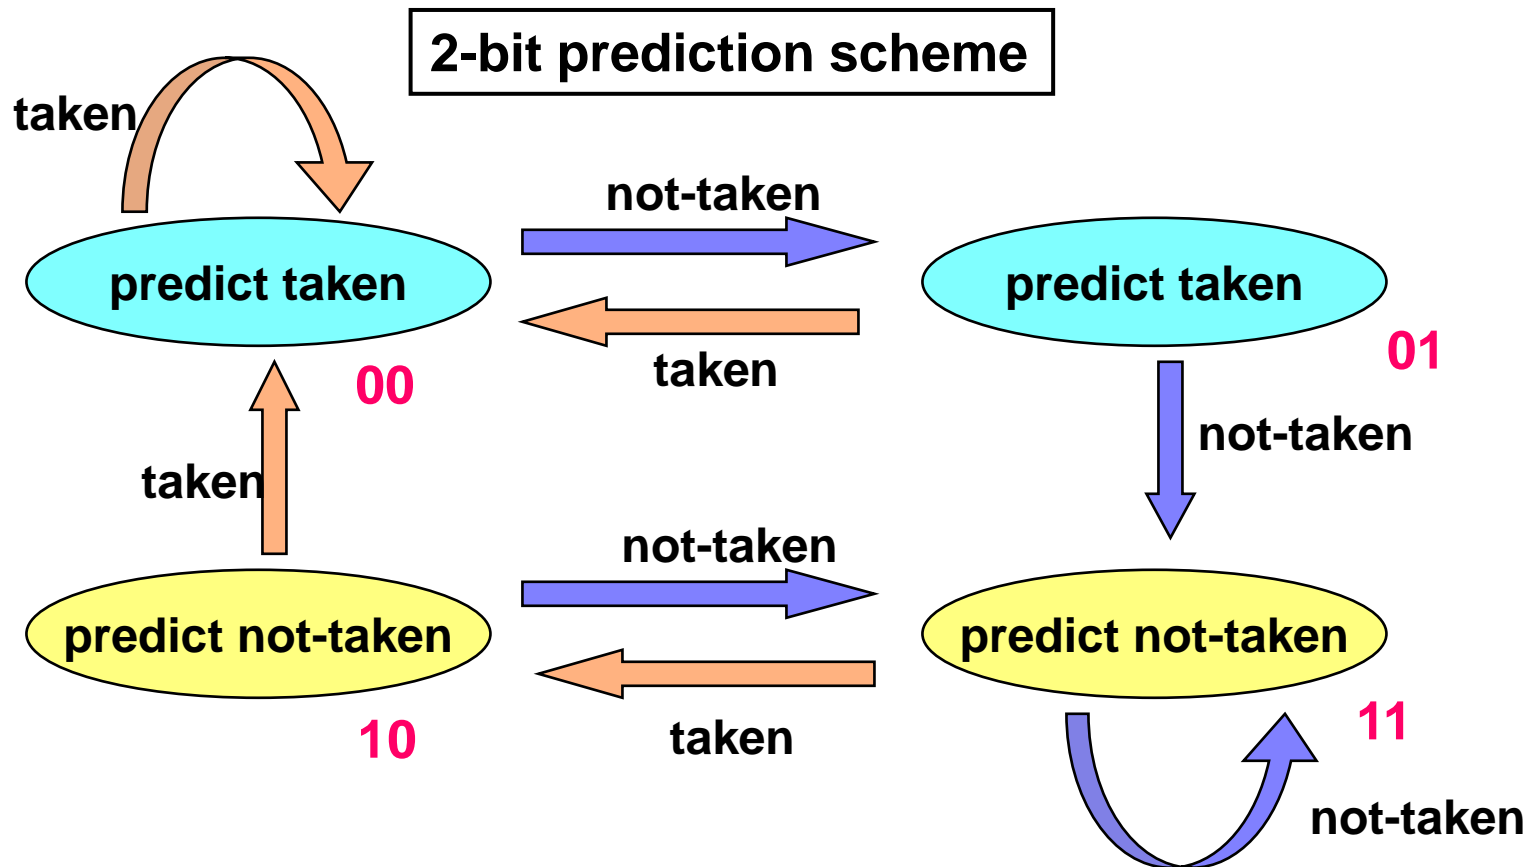 2-bit prediction scheme
taken
not-taken
predict taken
predict taken
01
00
taken
not-taken
taken
not-taken
predict not-taken
predict not-taken
10
taken
11
not-taken